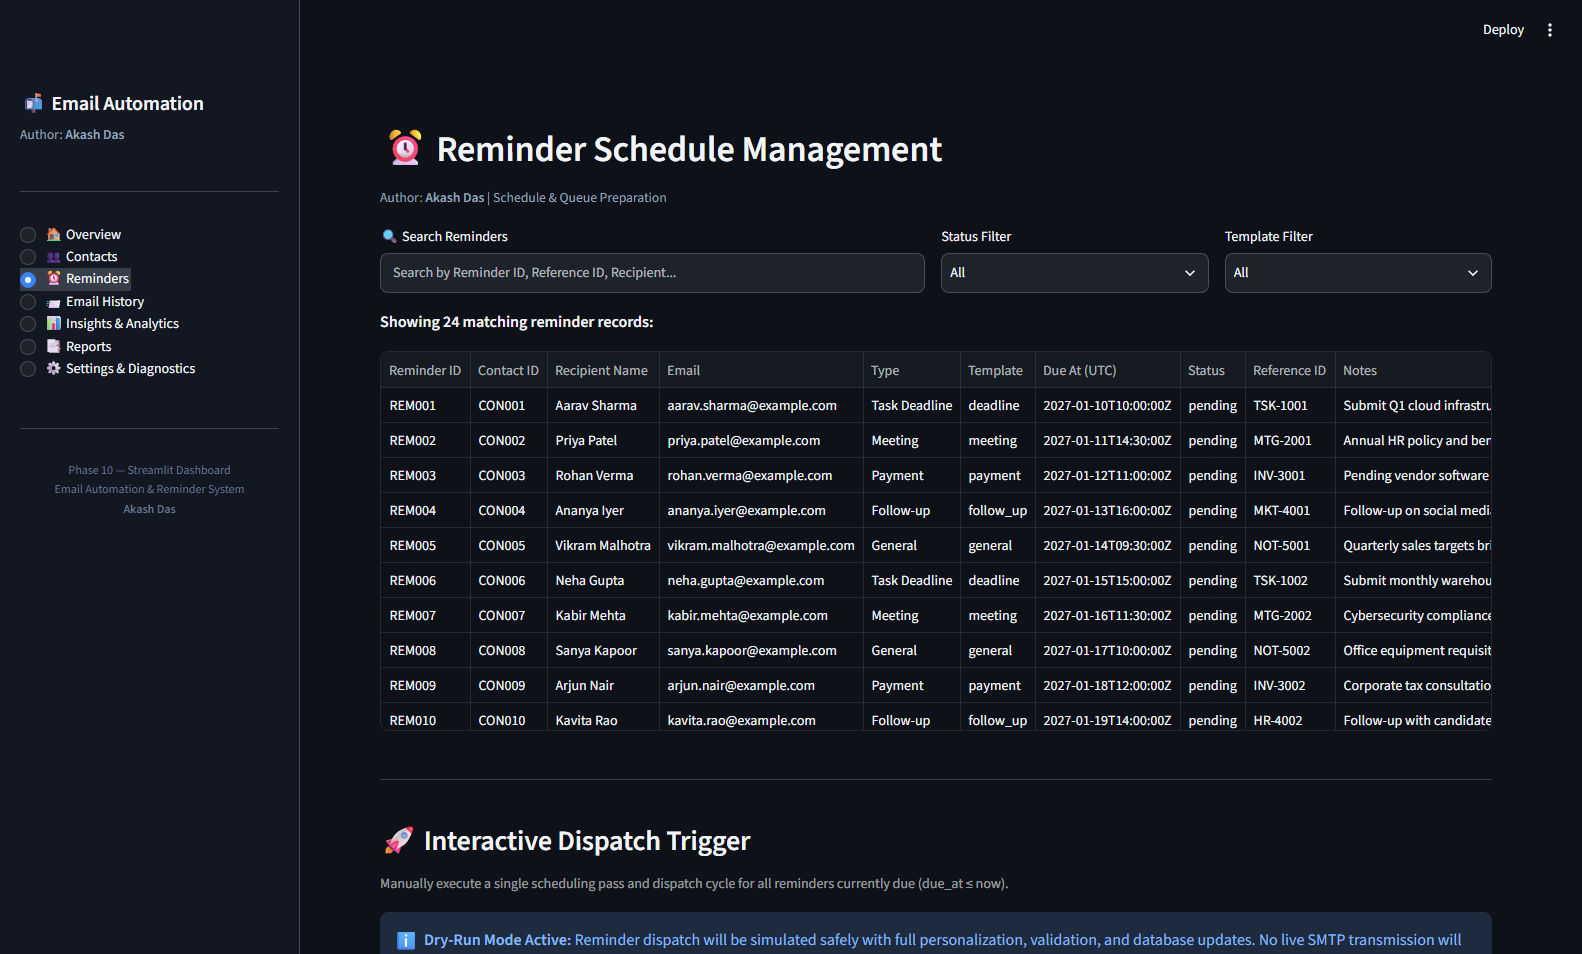 Deploy
Email Automation
Author: Akash Das
Overview
Contacts
Reminders
Email History
Insights & Analytics
Reports
Settings & Diagnostics
Phase 10 — Streamlit Dashboard
Email Automation & Reminder System
Akash Das
Reminder Schedule Management
Author: Akash Das | Schedule & Queue Preparation
Search Reminders Status Filter Template Filter
Search by Reminder ID, Reference ID, Recipient... All All
Showing 24 matching reminder records:
Reminder ID Contact ID Recipient Name Email Type Template Due At (UTC) Status Reference ID Notes
REM001 CON001 Aarav Sharma aarav.sharma@example.com Task Deadline deadline 2027-01-10T10:00:00Z pending TSK-1001 Submit Q1 cloud infrastru
REM002 CON002 Priya Patel priya.patel@example.com Meeting meeting 2027-01-11T14:30:00Z pending MTG-2001 Annual HR policy and ben
REM003 CON003 Rohan Verma rohan.verma@example.com Payment payment 2027-01-12T11:00:00Z pending INV-3001 Pending vendor software
REM004 CON004 Ananya Iyer ananya.iyer@example.com Follow-up follow_up 2027-01-13T16:00:00Z pending MKT-4001 Follow-up on social medi
REM005 CON005 Vikram Malhotra vikram.malhotra@example.com General general 2027-01-14T09:30:00Z pending NOT-5001 Quarterly sales targets bri
REM006 CON006 Neha Gupta neha.gupta@example.com Task Deadline deadline 2027-01-15T15:00:00Z pending TSK-1002 Submit monthly warehou
REM007 CON007 Kabir Mehta kabir.mehta@example.com Meeting meeting 2027-01-16T11:30:00Z pending MTG-2002 Cybersecurity compliance
REM008 CON008 Sanya Kapoor sanya.kapoor@example.com General general 2027-01-17T10:00:00Z pending NOT-5002 Office equipment requisit
REM009 CON009 Arjun Nair arjun.nair@example.com Payment payment 2027-01-18T12:00:00Z pending INV-3002 Corporate tax consultatio
REM010 CON010 Kavita Rao kavita.rao@example.com Follow-up follow_up 2027-01-19T14:00:00Z pending HR-4002 Follow-up with candidate
Interactive Dispatch Trigger
Manually execute a single scheduling pass and dispatch cycle for all reminders currently due (due_at ≤ now).
Dry-Run Mode Active: Reminder dispatch will be simulated safely with full personalization, validation, and database updates. No live SMTP transmission will